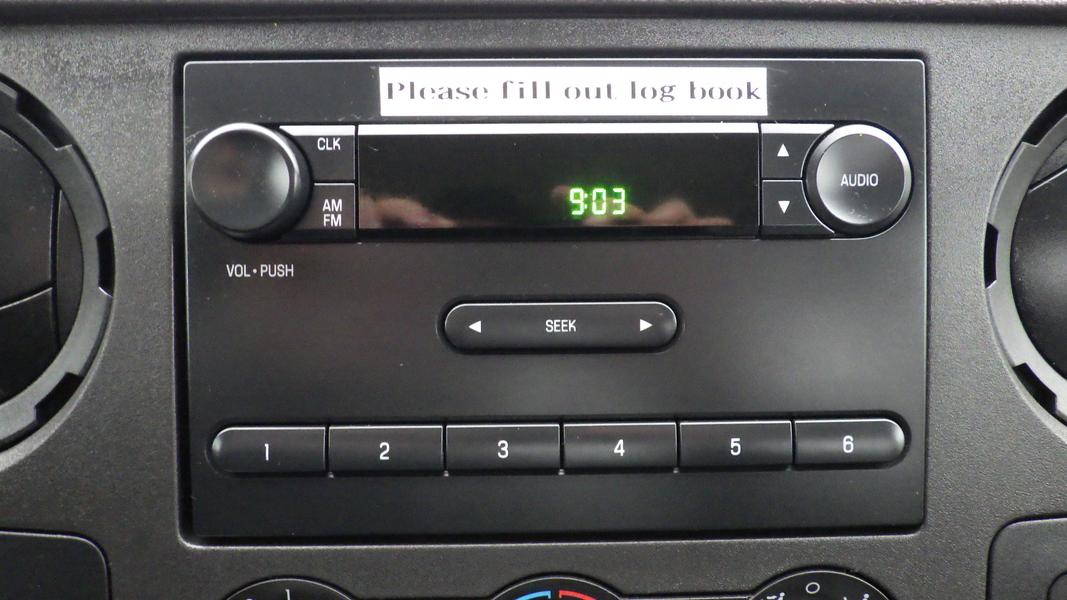 Please fill out log book
CLK
AM
FM
9:03
▲
▼
AUDIO
VOL•PUSH
◀ SEEK ▶
1 2 3 4 5 6